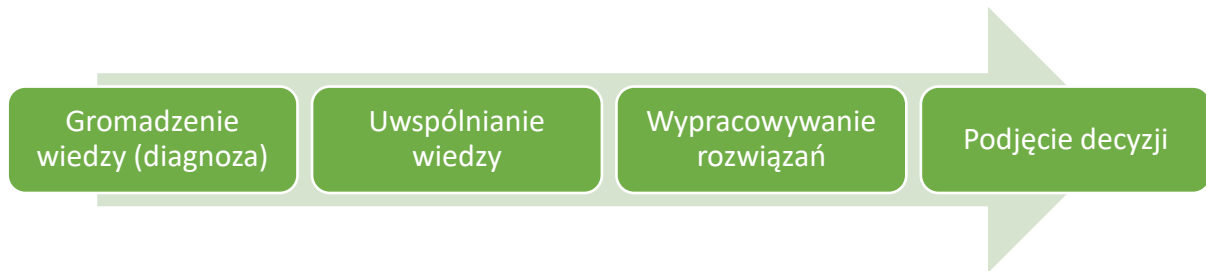 Gromadzenie
wiedzy (diagnoza)
Uwspólnianie
wiedzy
Wypracowywanie
rozwiązań
Podjęcie decyzji